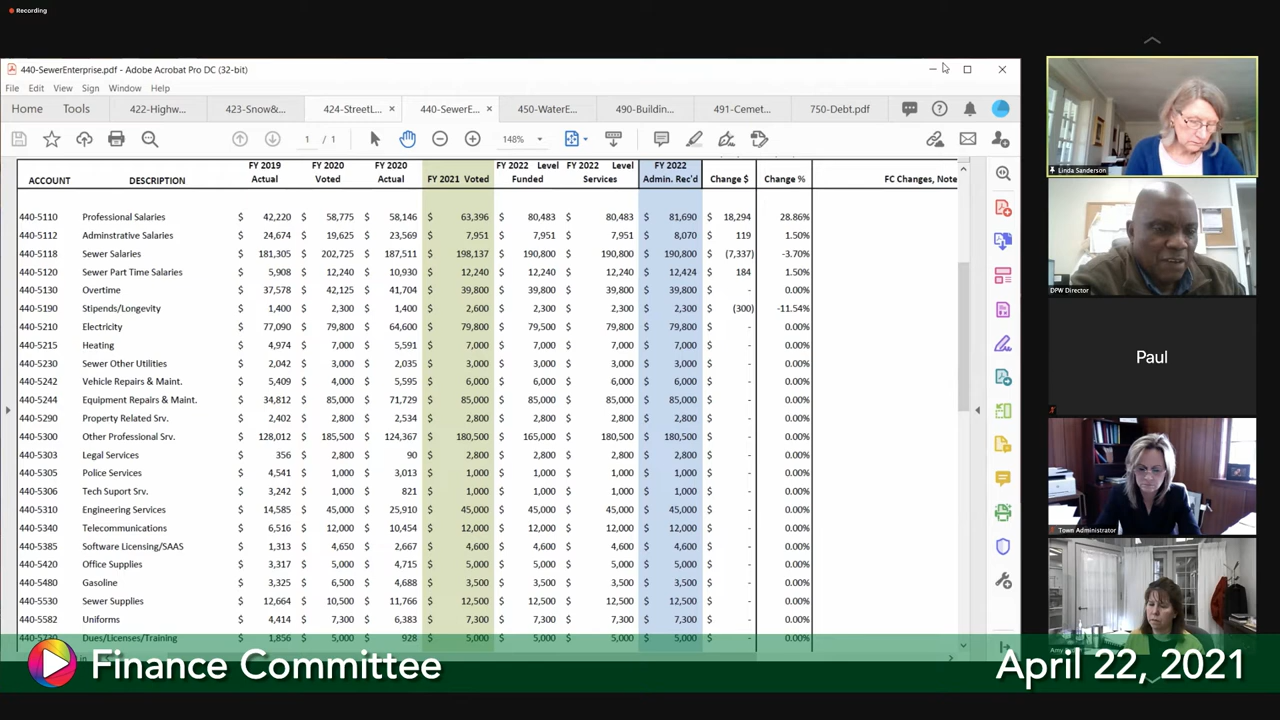 Recording
440-SewerEnterprise.pdf - Adobe Acrobat Pro DC (32-bit)
File Edit View Sign Window Help
Home Tools 422-Highw... 423-Snow&... 424-StreetL... × 440-SewerE... × 450-WaterE... 490-Buildin... 491-Cemet... 750-Debt.pdf
1 / 1 148%
ACCOUNT DESCRIPTION FY 2019 Actual FY 2020 Voted FY 2020 Actual FY 2021 Voted FY 2022 Level Funded FY 2022 Level Services FY 2022 Admin. Rec'd Change $ Change % FC Changes, Note
440-5110 Professional Salaries $ 42,220 $ 58,775 $ 58,146 $ 63,396 $ 80,483 $ 80,483 $ 81,690 $ 18,294 28.86%
440-5112 Adminstrative Salaries $ 24,674 $ 19,625 $ 23,569 $ 7,951 $ 7,951 $ 7,951 $ 8,070 $ 119 1.50%
440-5118 Sewer Salaries $ 181,305 $ 202,725 $ 187,511 $ 198,137 $ 190,800 $ 190,800 $ 190,800 $ (7,337) -3.70%
440-5120 Sewer Part Time Salaries $ 5,908 $ 12,240 $ 10,930 $ 12,240 $ 12,240 $ 12,240 $ 12,424 $ 184 1.50%
440-5130 Overtime $ 37,578 $ 42,125 $ 41,704 $ 39,800 $ 39,800 $ 39,800 $ 39,800 $ - 0.00%
440-5190 Stipends/Longevity $ 1,400 $ 2,300 $ 1,400 $ 2,600 $ 2,300 $ 2,300 $ 2,300 $ (300) -11.54%
440-5210 Electricity $ 77,090 $ 79,800 $ 64,600 $ 79,800 $ 79,500 $ 79,800 $ 79,800 $ - 0.00%
440-5215 Heating $ 4,974 $ 7,000 $ 5,591 $ 7,000 $ 7,000 $ 7,000 $ 7,000 $ - 0.00%
440-5230 Sewer Other Utilities $ 2,042 $ 3,000 $ 2,035 $ 3,000 $ 3,000 $ 3,000 $ 3,000 $ - 0.00%
440-5242 Vehicle Repairs & Maint. $ 5,409 $ 4,000 $ 5,595 $ 6,000 $ 6,000 $ 6,000 $ 6,000 $ - 0.00%
440-5244 Equipment Repairs & Maint. $ 34,812 $ 85,000 $ 71,729 $ 85,000 $ 85,000 $ 85,000 $ 85,000 $ - 0.00%
440-5290 Property Related Srv. $ 2,402 $ 2,800 $ 2,534 $ 2,800 $ 2,800 $ 2,800 $ 2,800 $ - 0.00%
440-5300 Other Professional Srv. $ 128,012 $ 185,500 $ 124,367 $ 180,500 $ 165,000 $ 180,500 $ 180,500 $ - 0.00%
440-5303 Legal Services $ 356 $ 2,800 $ 90 $ 2,800 $ 2,800 $ 2,800 $ 2,800 $ - 0.00%
440-5305 Police Services $ 4,541 $ 1,000 $ 3,013 $ 1,000 $ 1,000 $ 1,000 $ 1,000 $ - 0.00%
440-5306 Tech Suport Srv. $ 3,242 $ 1,000 $ 821 $ 1,000 $ 1,000 $ 1,000 $ 1,000 $ - 0.00%
440-5310 Engineering Services $ 14,585 $ 45,000 $ 25,910 $ 45,000 $ 45,000 $ 45,000 $ 45,000 $ - 0.00%
440-5340 Telecommunications $ 6,516 $ 12,000 $ 10,454 $ 12,000 $ 12,000 $ 12,000 $ 12,000 $ - 0.00%
440-5385 Software Licensing/SAAS $ 1,313 $ 4,650 $ 2,667 $ 4,600 $ 4,600 $ 4,600 $ 4,600 $ - 0.00%
440-5420 Office Supplies $ 3,317 $ 5,000 $ 4,715 $ 5,000 $ 5,000 $ 5,000 $ 5,000 $ - 0.00%
440-5480 Gasoline $ 3,325 $ 6,500 $ 4,688 $ 3,500 $ 3,500 $ 3,500 $ 3,500 $ - 0.00%
440-5530 Sewer Supplies $ 12,664 $ 10,500 $ 11,766 $ 12,500 $ 12,500 $ 12,500 $ 12,500 $ - 0.00%
440-5582 Uniforms $ 4,414 $ 7,300 $ 6,383 $ 7,300 $ 7,300 $ 7,300 $ 7,300 $ - 0.00%
Dues/Licenses/Training $ 1,856 $ 5,000 $ 928 $ 5,000 $ 5,000 $ 5,000 $ 5,000 $ - 0.00%
Linda Sanderson
DPW Director
Paul
Town Administrator
Finance Committee
April 22, 2021